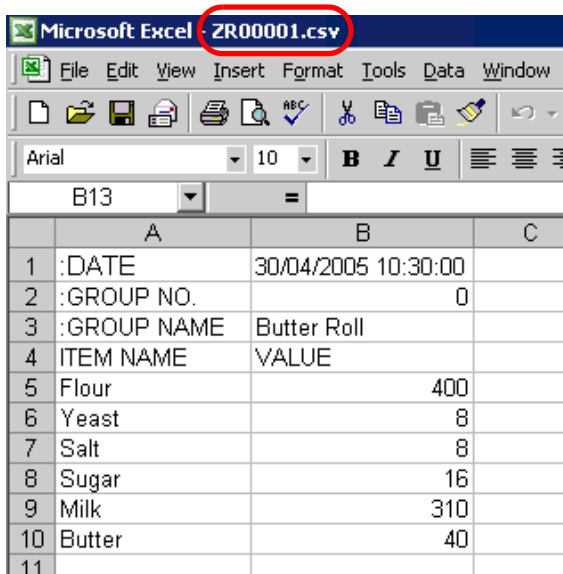 Microsoft Excel - ZR00001.csv
File Edit View Insert Format Tools Data Window
ABC
Arial 10 B I U
B13 =
A B C
1 :DATE 30/04/2005 10:30:00
2 :GROUP NO. 0
3 :GROUP NAME Butter Roll
4 ITEM NAME VALUE
5 Flour 400
6 Yeast 8
7 Salt 8
8 Sugar 16
9 Milk 310
10 Butter 40
11